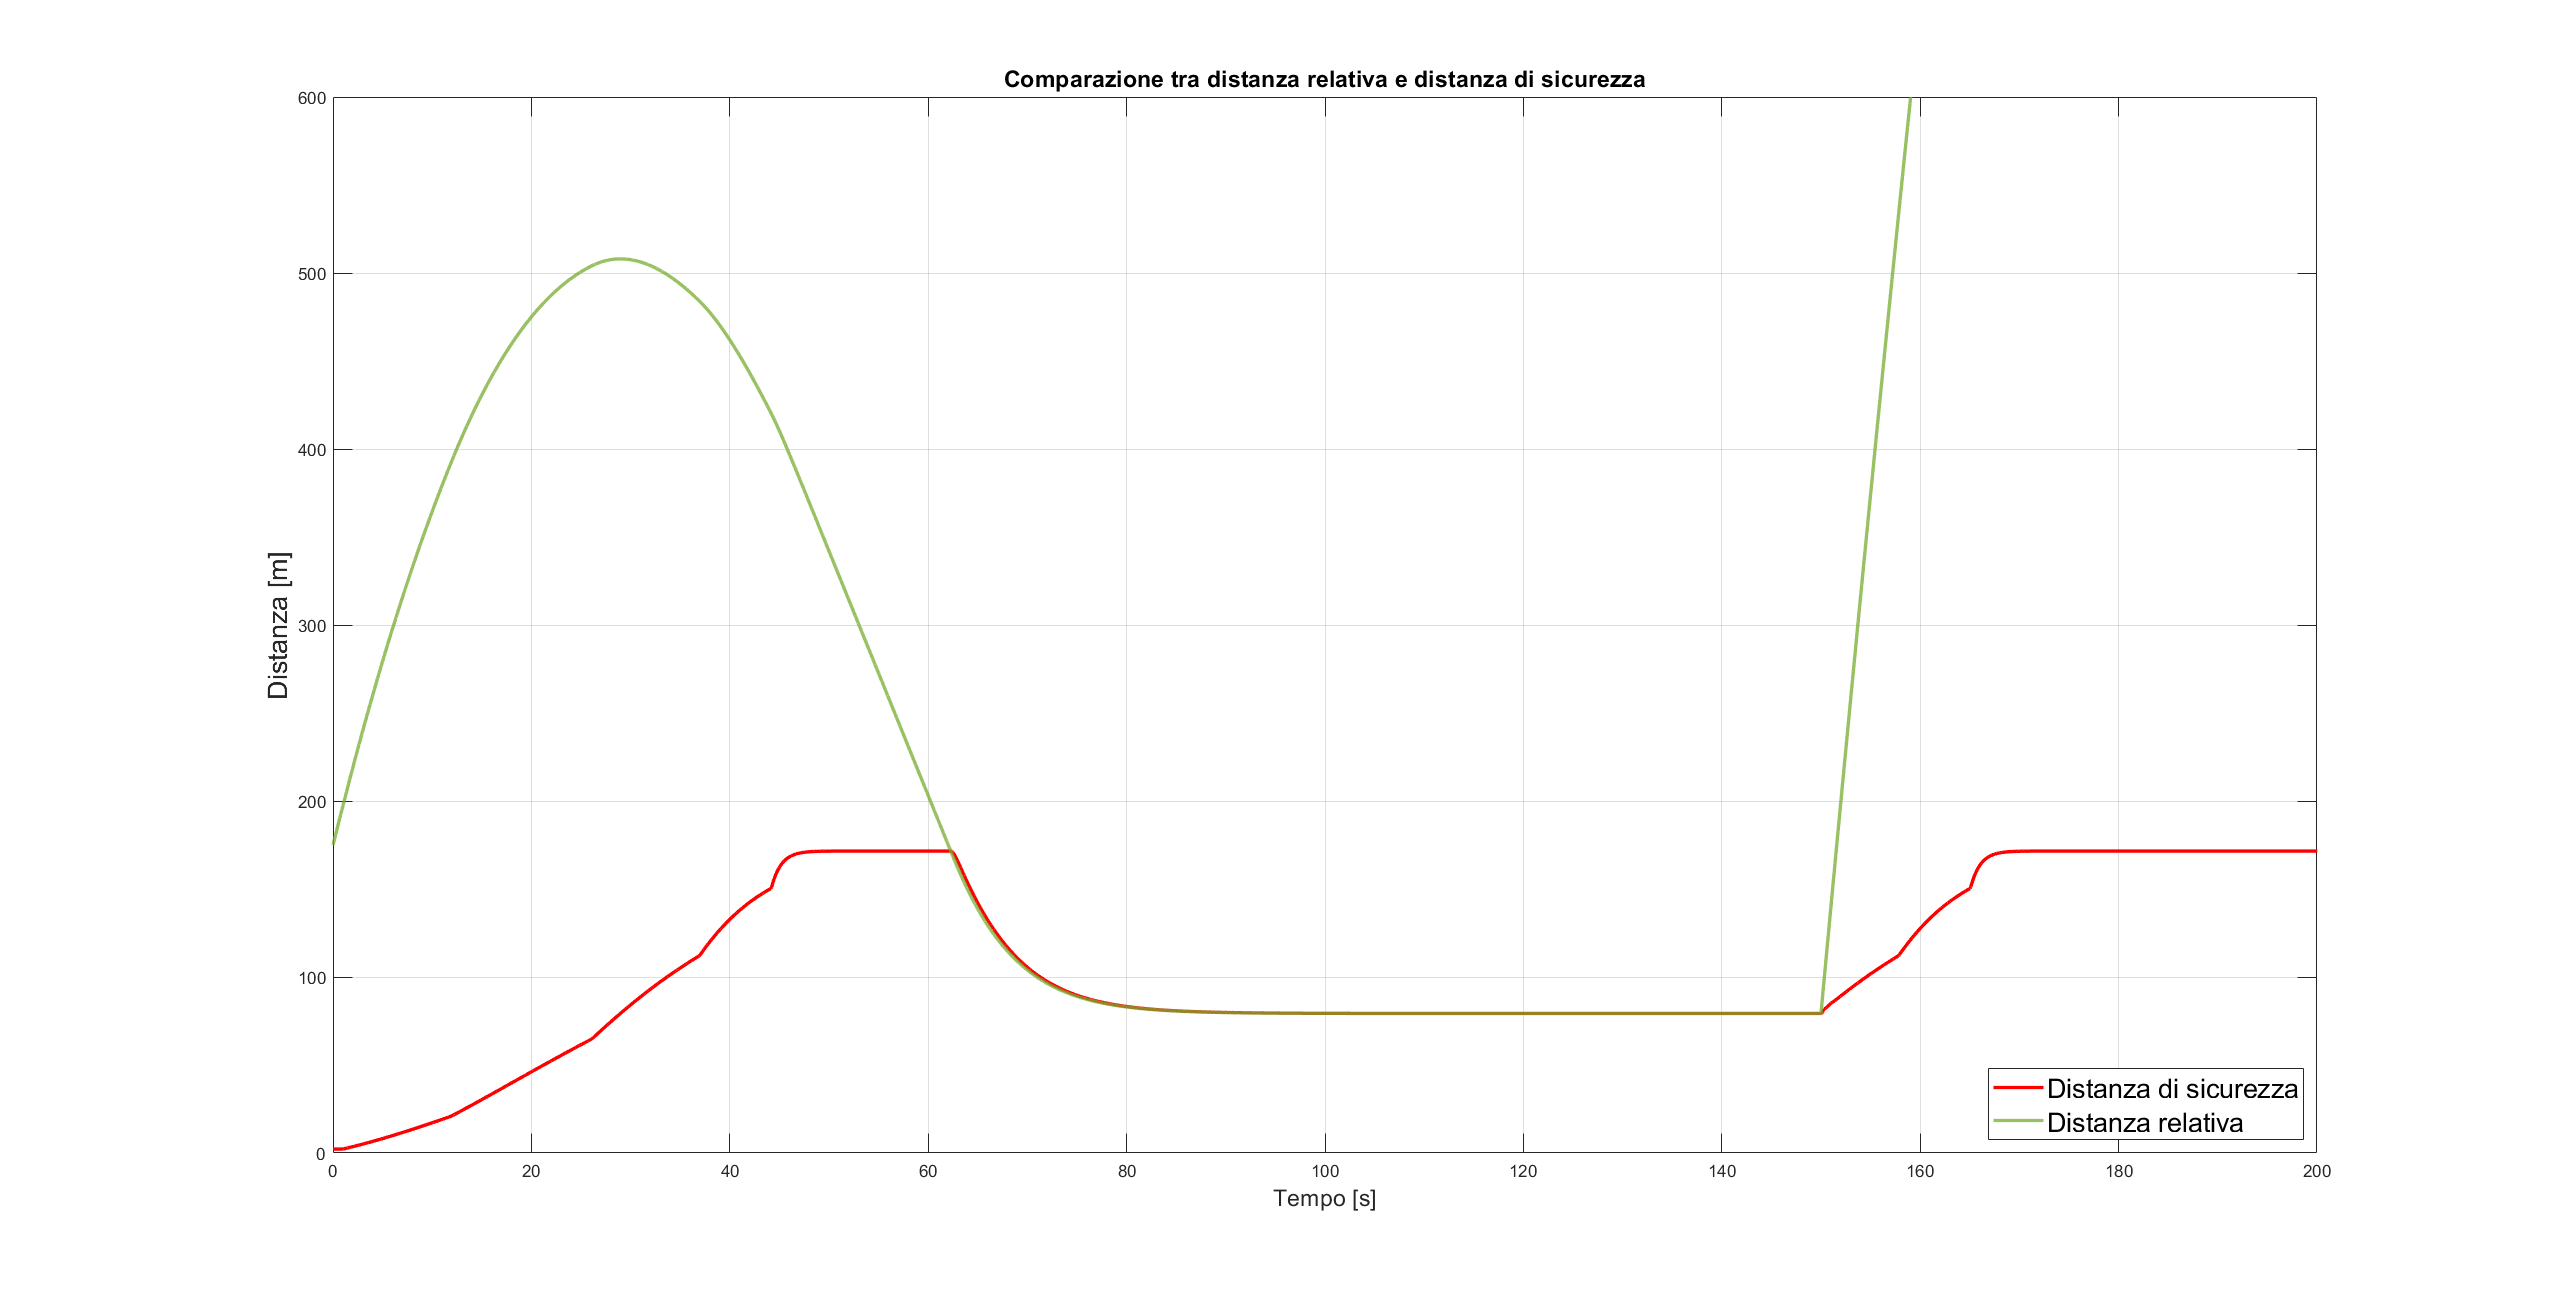 Comparazione tra distanza relativa e distanza di sicurezza
600
500
400
300
200
100
0
Distanza [m]
0 20 40 60 80 100 120 140 160 180 200
Tempo [s]
Distanza di sicurezza
Distanza relativa